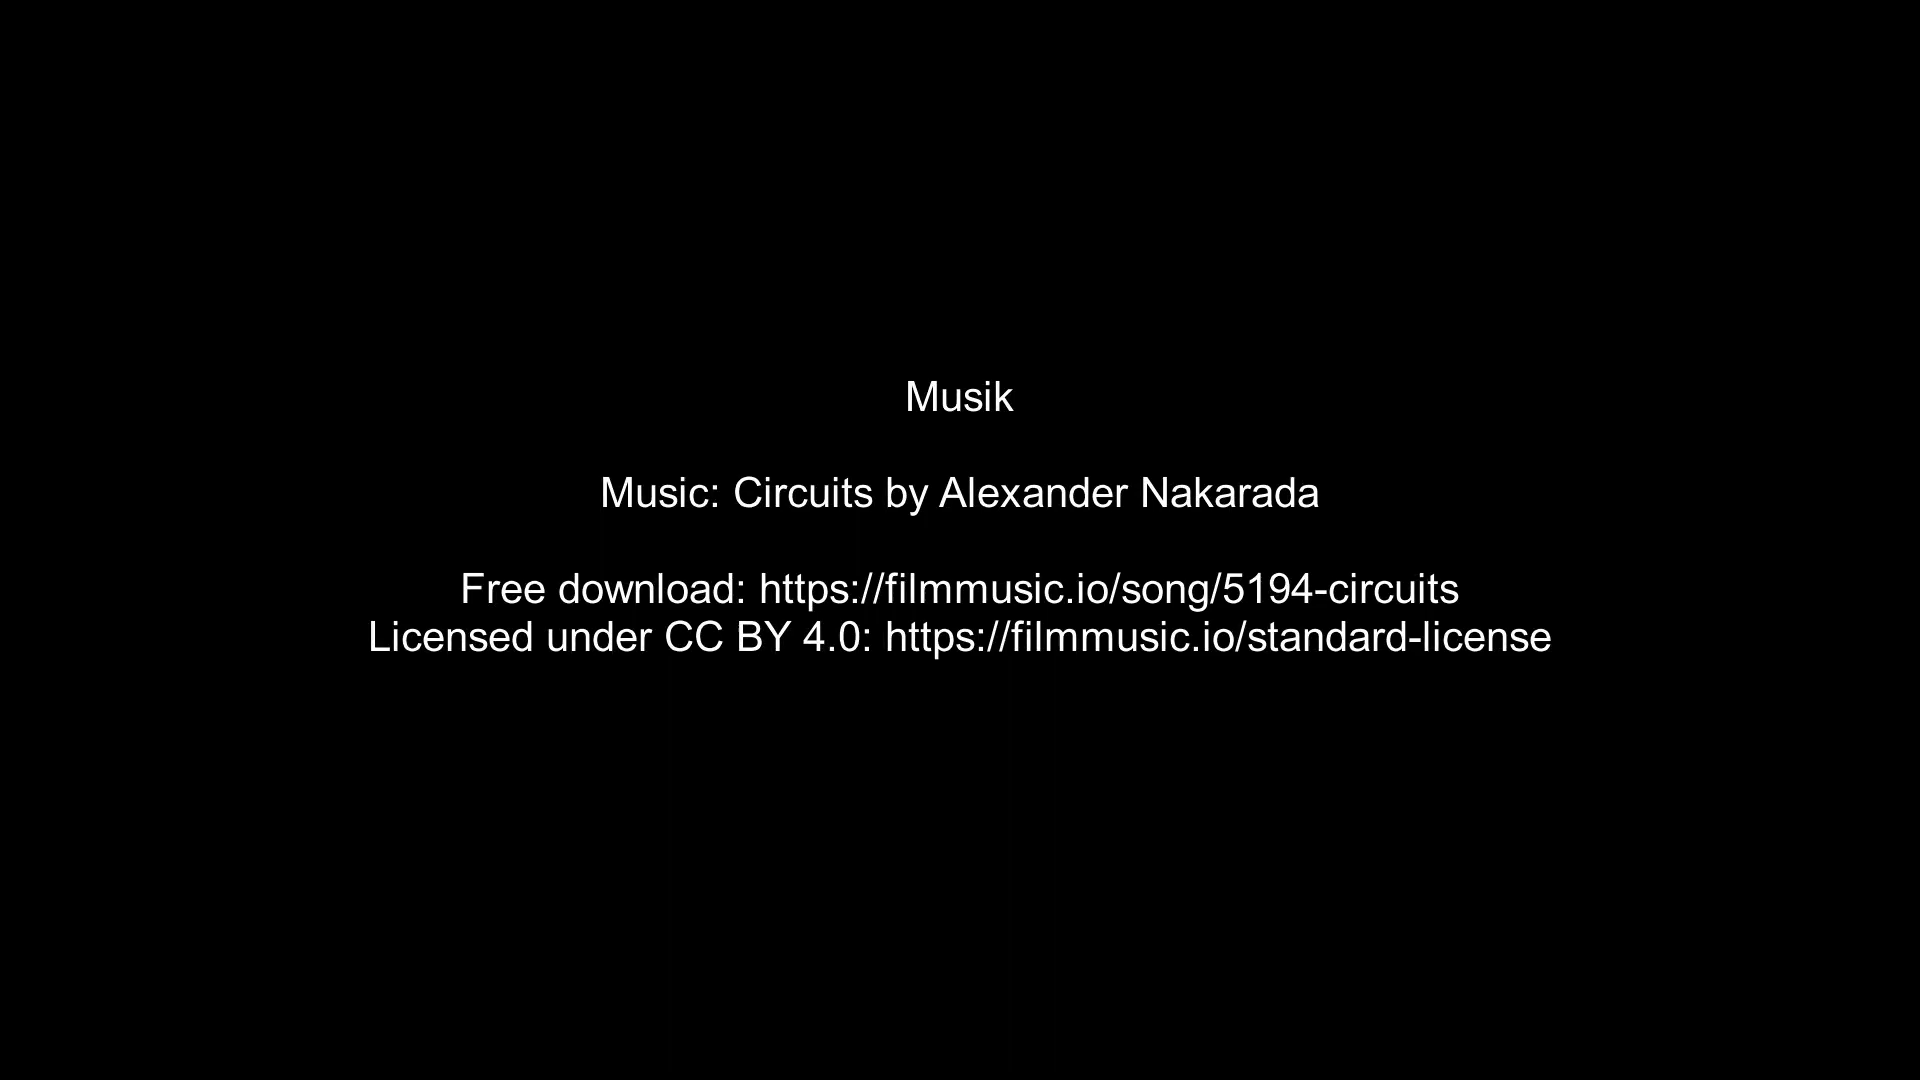 Musik
Music: Circuits by Alexander Nakarada
Free download: https://filmmusic.io/song/5194-circuits
Licensed under CC BY 4.0: https://filmmusic.io/standard-license